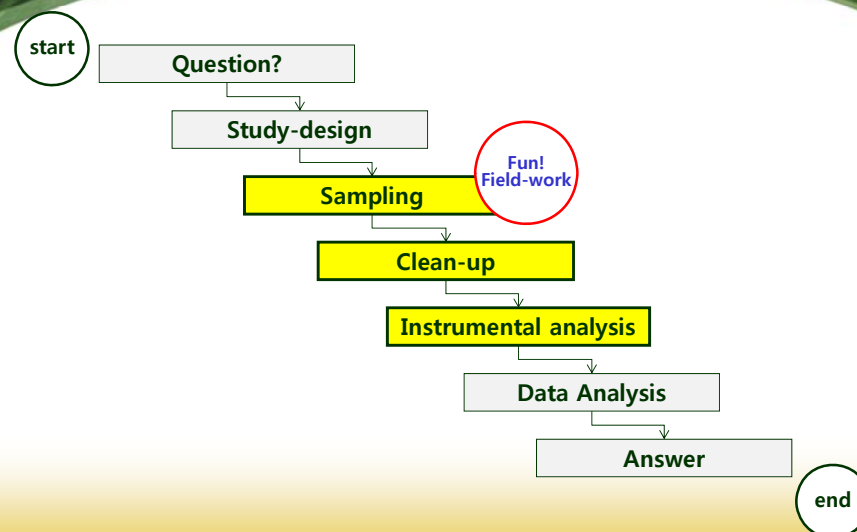 start
Question?
Study-design
Fun!
Field-work
Sampling
Clean-up
Instrumental analysis
Data Analysis
Answer
end